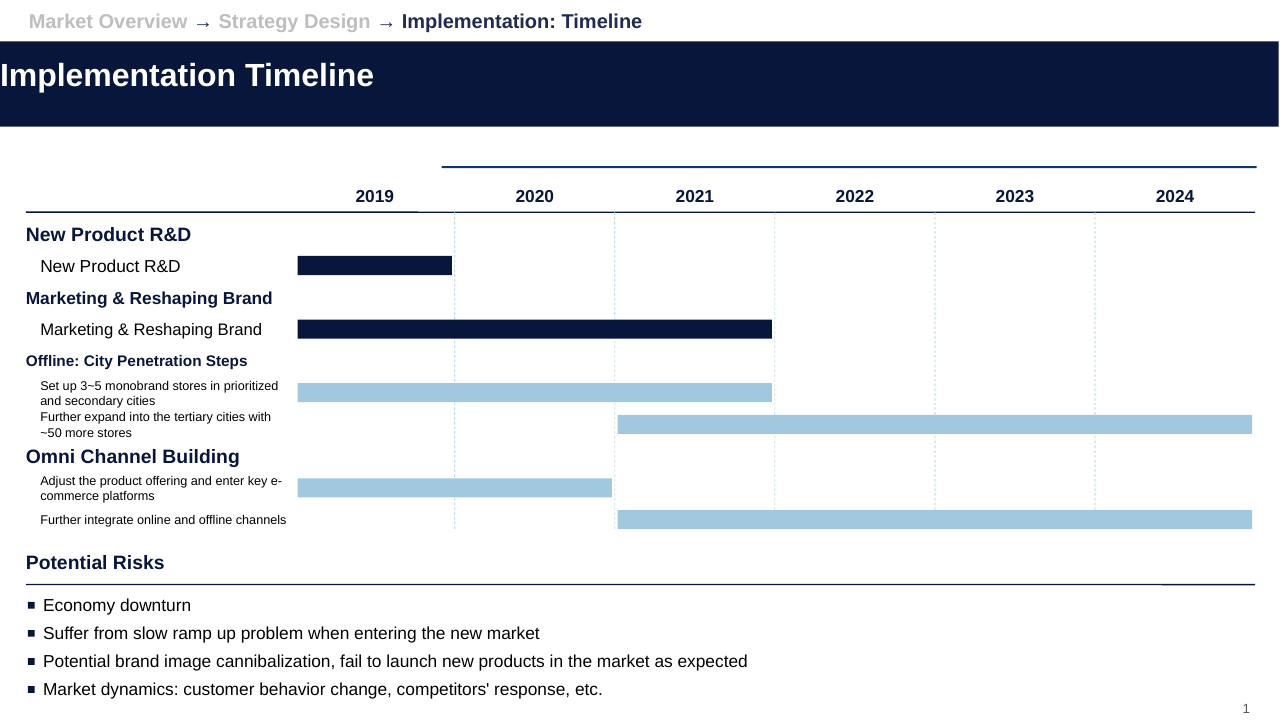 Market Overview → Strategy Design → Implementation: Timeline
Implementation Timeline
2019 2020 2021 2022 2023 2024
New Product R&D
New Product R&D
Marketing & Reshaping Brand
Marketing & Reshaping Brand
Offline: City Penetration Steps
Set up 3~5 monobrand stores in prioritized
and secondary cities
Further expand into the tertiary cities with
~50 more stores
Omni Channel Building
Adjust the product offering and enter key e-
commerce platforms
Further integrate online and offline channels
Potential Risks
▪ Economy downturn
▪ Suffer from slow ramp up problem when entering the new market
▪ Potential brand image cannibalization, fail to launch new products in the market as expected
▪ Market dynamics: customer behavior change, competitors' response, etc.
1